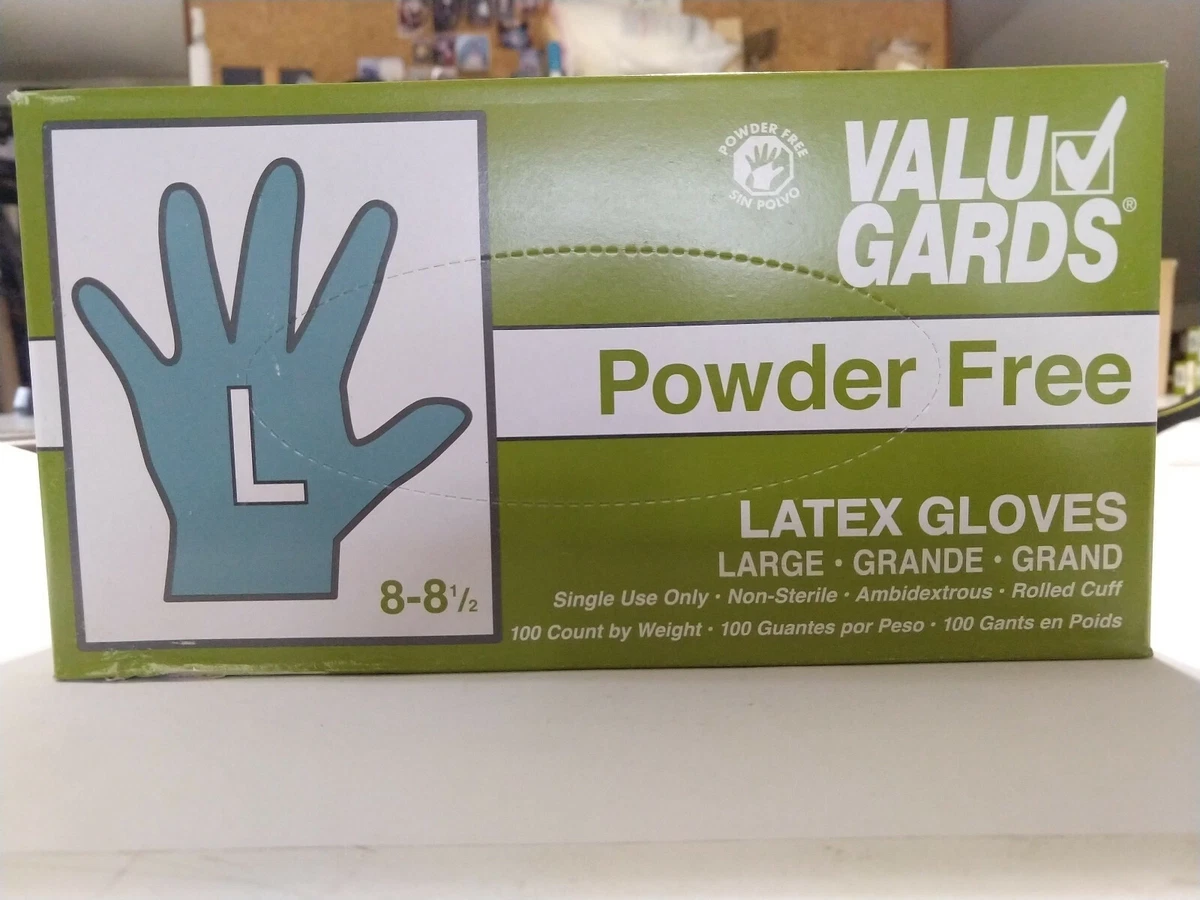 POWDER FREE
SIN POLVO
VALU
GARDS®
Powder Free
L
8-8½
LATEX GLOVES
LARGE · GRANDE · GRAND
Single Use Only · Non-Sterile · Ambidextrous · Rolled Cuff
100 Count by Weight · 100 Guantes por Peso · 100 Gants en Poids